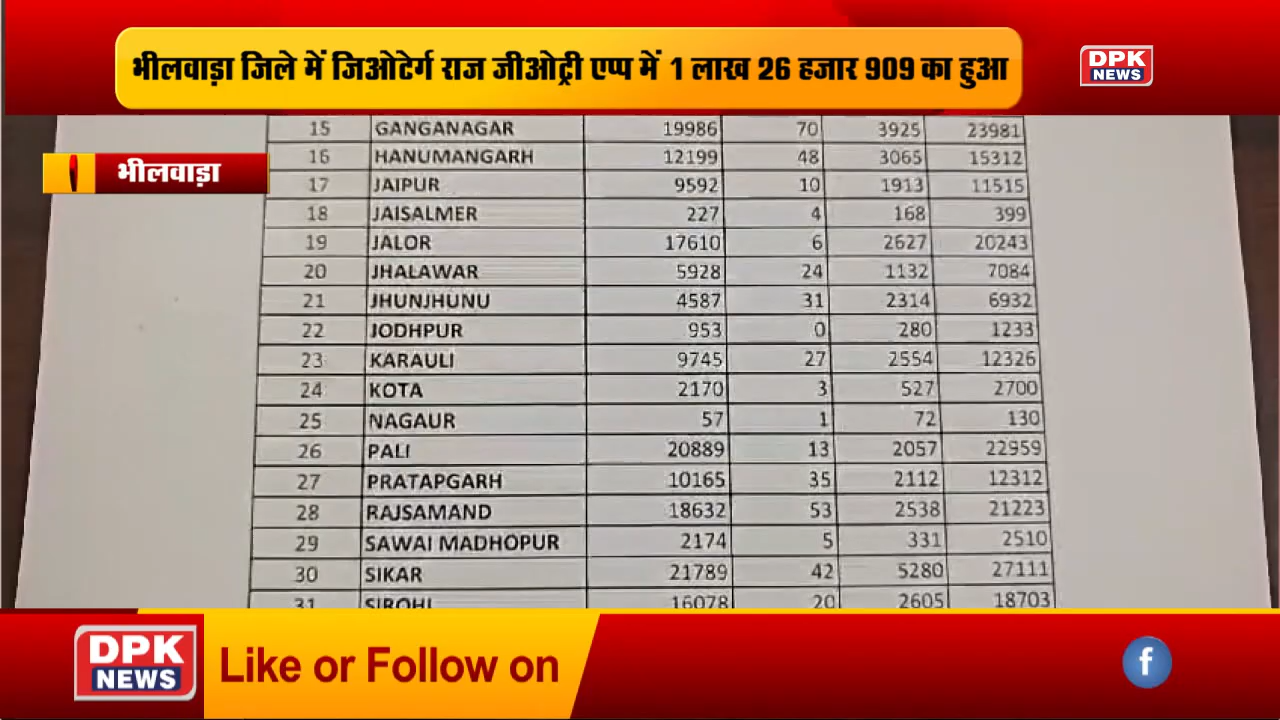 भीलवाड़ा जिले में जिओटेर्ग राज जीओट्री एप्प में 1 लाख 26 हजार 909 का हुआ
DPK
NEWS
भीलवाड़ा
15 GANGANAGAR 19986 70 3925 23981
16 HANUMANGARH 12199 48 3065 15312
17 JAIPUR 9592 10 1913 11515
18 JAISALMER 227 4 168 399
19 JALOR 17610 6 2627 20243
20 JHALAWAR 5928 24 1132 7084
21 JHUNJHUNU 4587 31 2314 6932
22 JODHPUR 953 0 280 1233
23 KARAULI 9745 27 2554 12326
24 KOTA 2170 3 527 2700
25 NAGAUR 57 1 72 130
26 PALI 20889 13 2057 22959
27 PRATAPGARH 10165 35 2112 12312
28 RAJSAMAND 18632 53 2538 21223
29 SAWAI MADHOPUR 2174 5 331 2510
30 SIKAR 21789 42 5280 27111
31 SIROHI 16078 20 2605 18703
DPK
NEWS
Like or Follow on
f